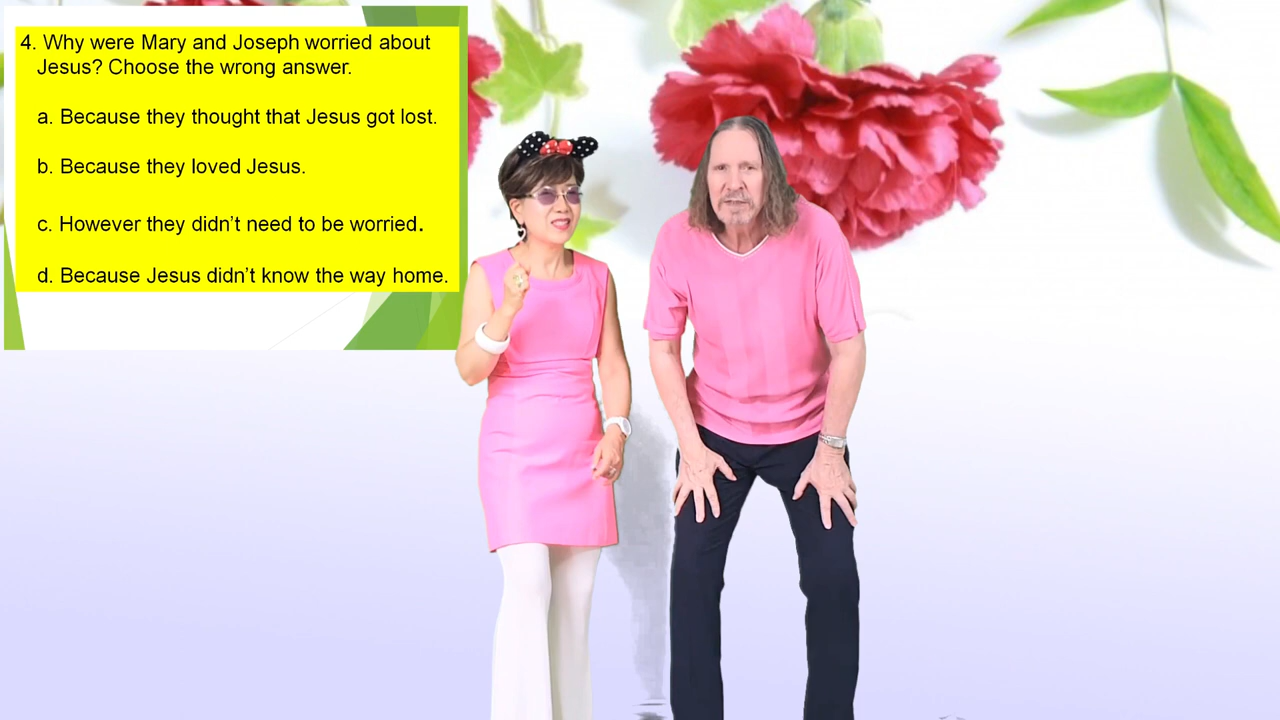 4. Why were Mary and Joseph worried about
Jesus? Choose the wrong answer.
a. Because they thought that Jesus got lost.
b. Because they loved Jesus.
c. However they didn’t need to be worried.
d. Because Jesus didn’t know the way home.